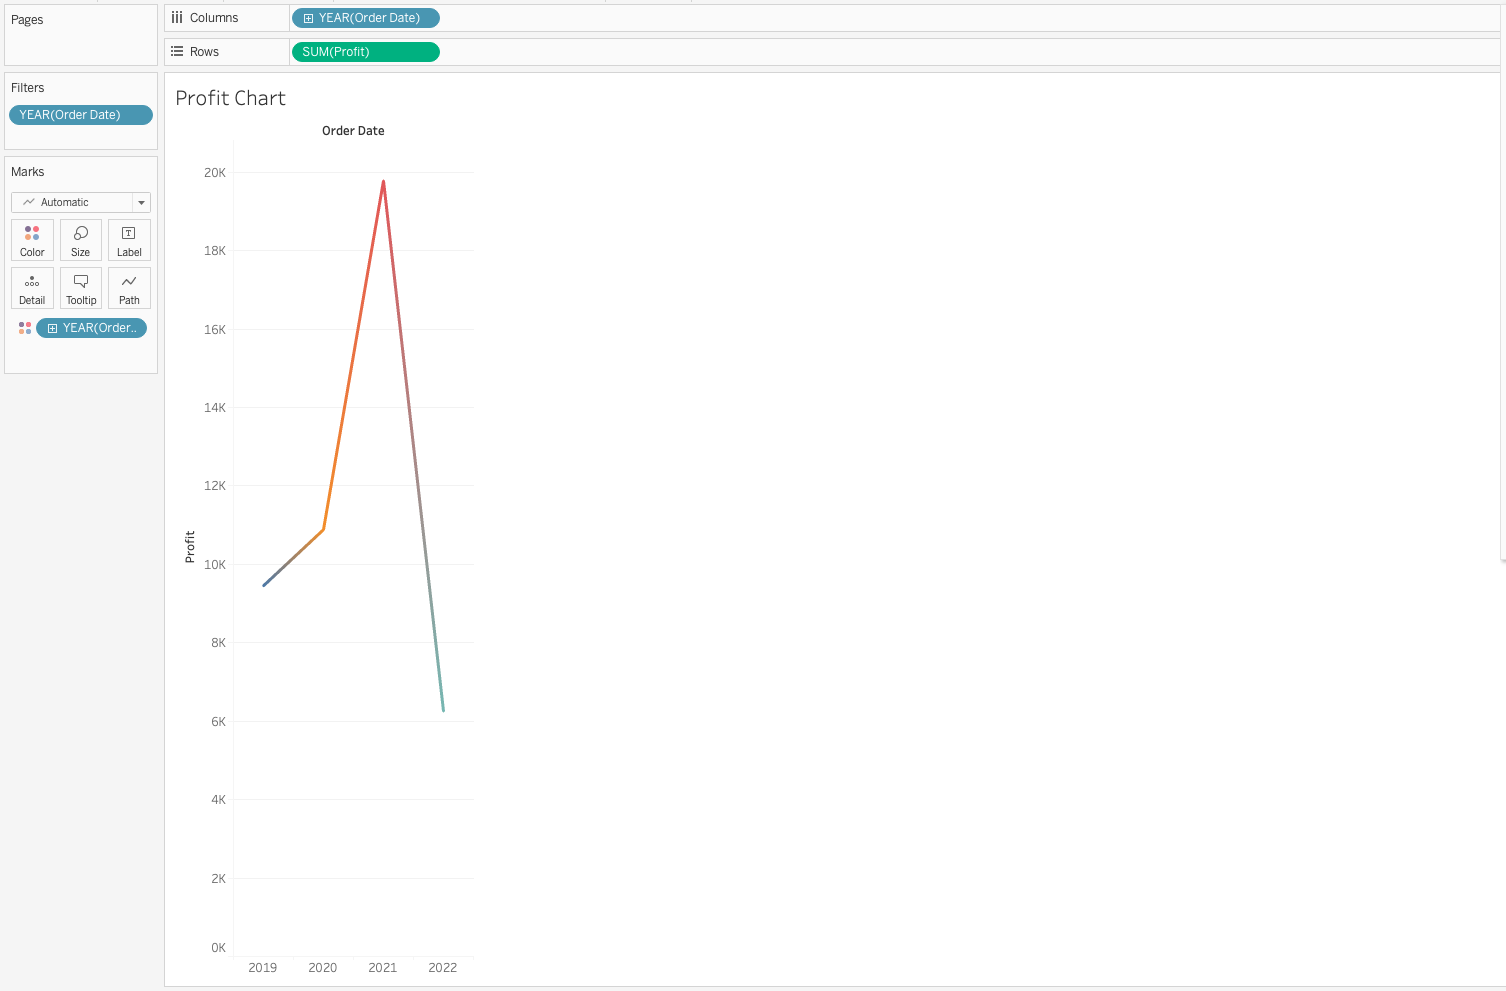 Pages
Columns
YEAR(Order Date)
Rows
SUM(Profit)
Filters
YEAR(Order Date)
Marks
Automatic
Color
Size
T
Label
Detail
Tooltip
Path
YEAR(Order..
Profit Chart
Order Date
20K
18K
16K
14K
12K
10K
8K
6K
4K
2K
0K
Profit
2019 2020 2021 2022